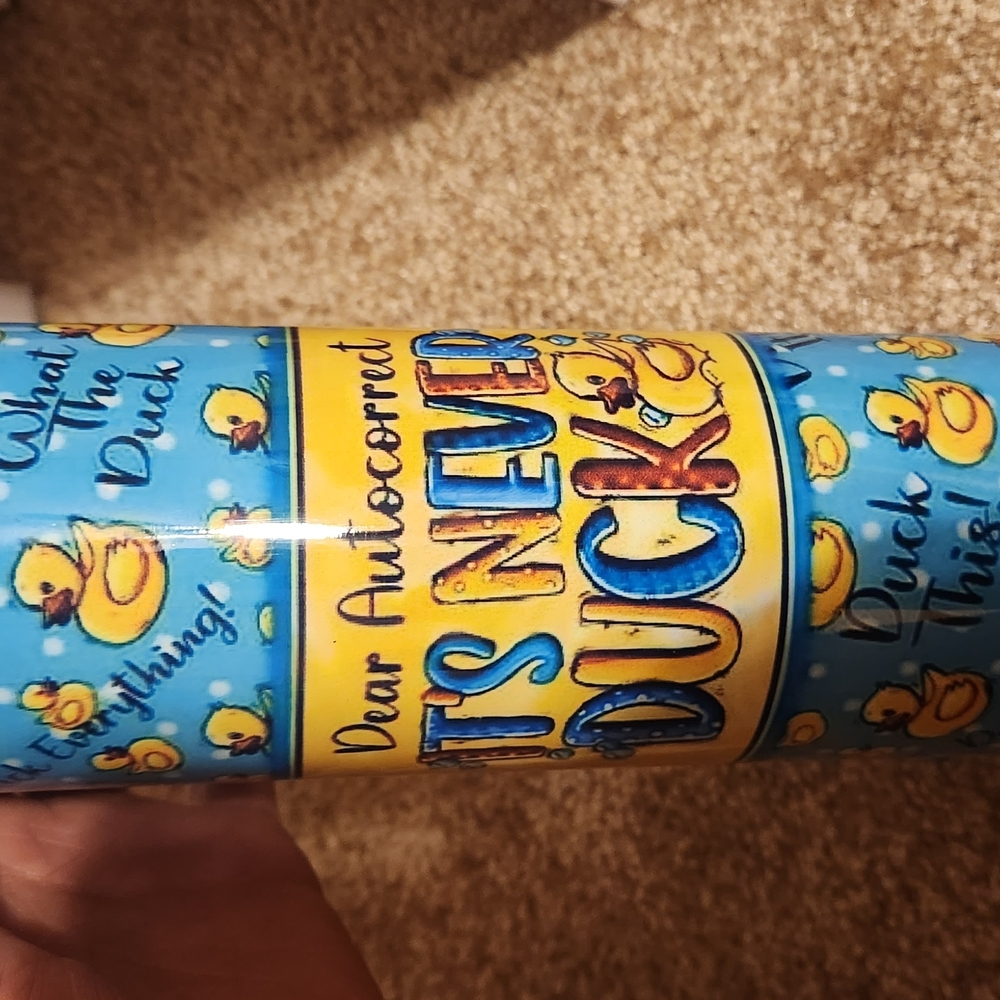 What
The
Duck
Everything!
Dear Autocorrect
IT'S NEVER
DUCK
Duck
This!